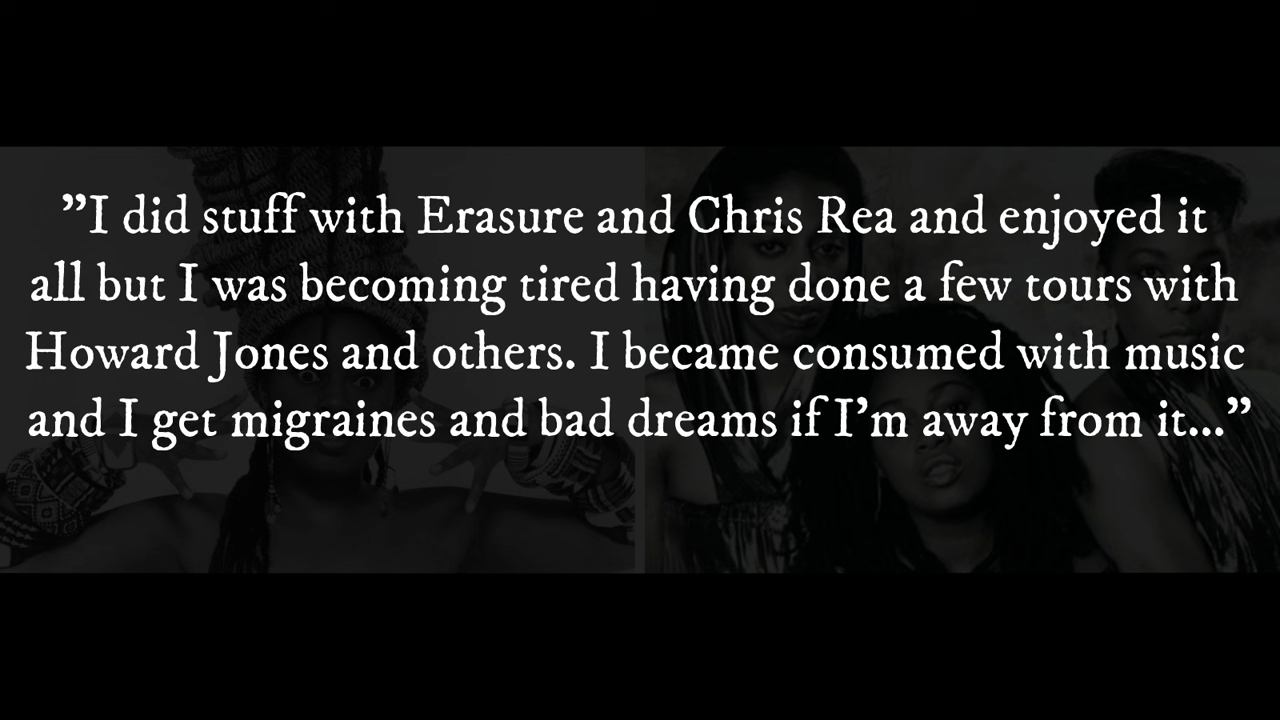 ”I did stuff with Erasure and Chris Rea and enjoyed it
all but I was becoming tired having done a few tours with
Howard Jones and others. I became consumed with music
and I get migraines and bad dreams if I’m away from it...”